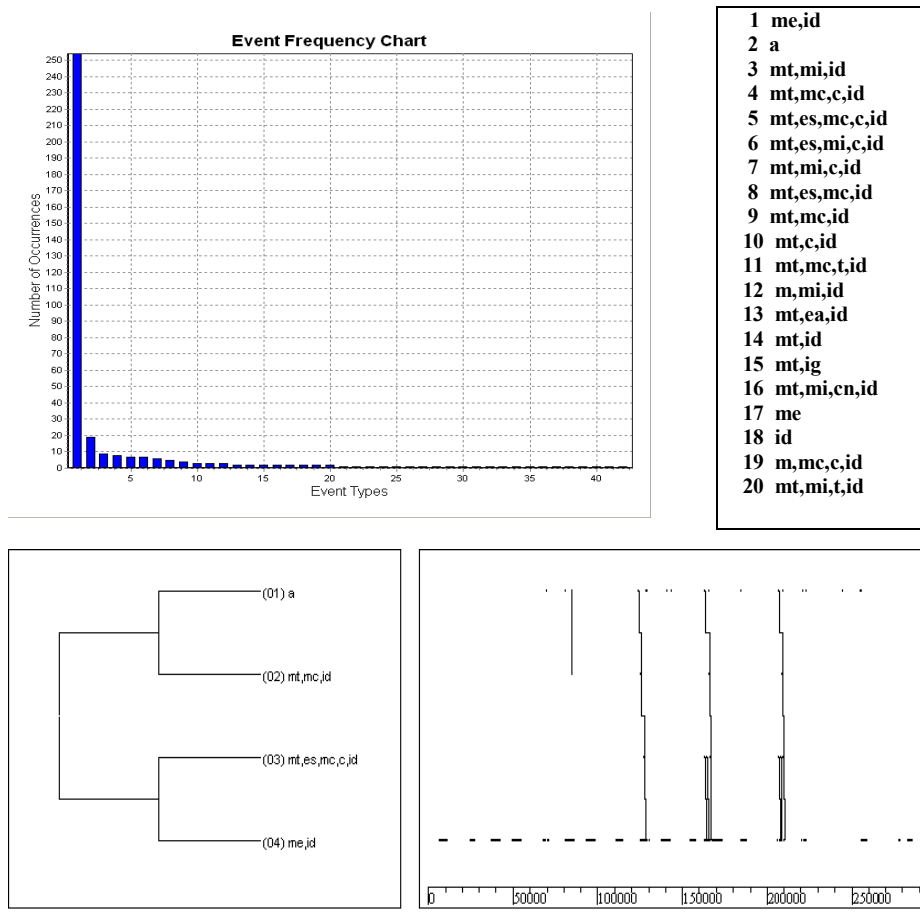 Event Frequency Chart
250
240
230
220
210
200
190
180
170
160
150
140
130
120
110
100
90
80
70
60
50
40
30
20
10
0
Number of Occurrences
5 10 15 20 25 30 35 40
Event Types
1 me,id
2 a
3 mt,mi,id
4 mt,mc,c,id
5 mt,es,mc,c,id
6 mt,es,mi,c,id
7 mt,mi,c,id
8 mt,es,mc,id
9 mt,mc,id
10 mt,c,id
11 mt,mc,t,id
12 m,mi,id
13 mt,ea,id
14 mt,id
15 mt,ig
16 mt,mi,cn,id
17 me
18 id
19 m,mc,c,id
20 mt,mi,t,id
(01) a
(02) mt,mc,id
(03) mt,es,mc,c,id
(04) me,id
0 50000 100000 150000 200000 250000